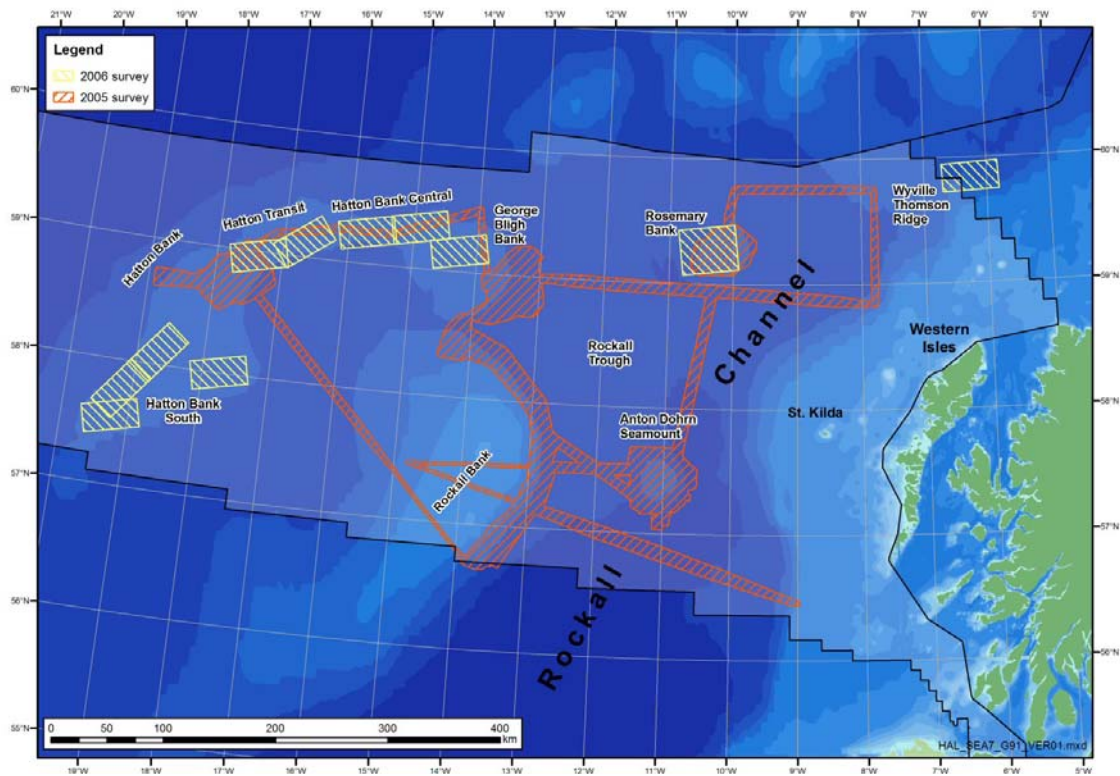 21°W 20°W 19°W 18°W 17°W 16°W 15°W 14°W 13°W 12°W 11°W 10°W 9°W 8°W 7°W 6°W 5°W
Legend
2006 survey
2005 survey
60°N
60°N
Wyville
Thomson
Ridge
59°N
Hatton Bank
Hatton Transit
Hatton Bank Central
George
Bligh
Bank
Rosemary
Bank
59°N
58°N
Rockall
Trough
Channel
Western
Isles
58°N
Hatton Bank
South
Anton Dohrn
Seamount
St. Kilda
57°N
Rockall Bank
57°N
56°N
Rockall
56°N
55°N
0 50 100 200 300 400
km
HAL_SEA7_G91_VER01.mxd
19°W 18°W 17°W 16°W 15°W 14°W 13°W 12°W 11°W 10°W 9°W 8°W 7°W 6°W 5°W